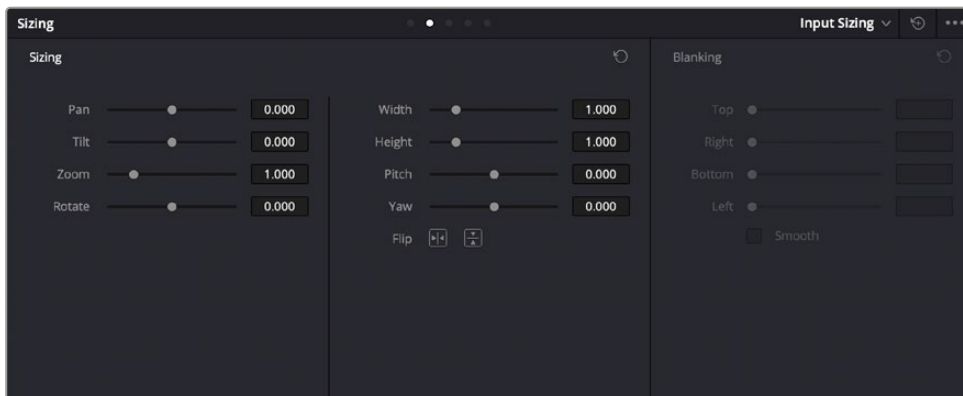 Sizing
Input Sizing
Sizing
Pan 0.000
Tilt 0.000
Zoom 1.000
Rotate 0.000
Width 1.000
Height 1.000
Pitch 0.000
Yaw 0.000
Flip
Blanking
Top
Right
Bottom
Left
Smooth